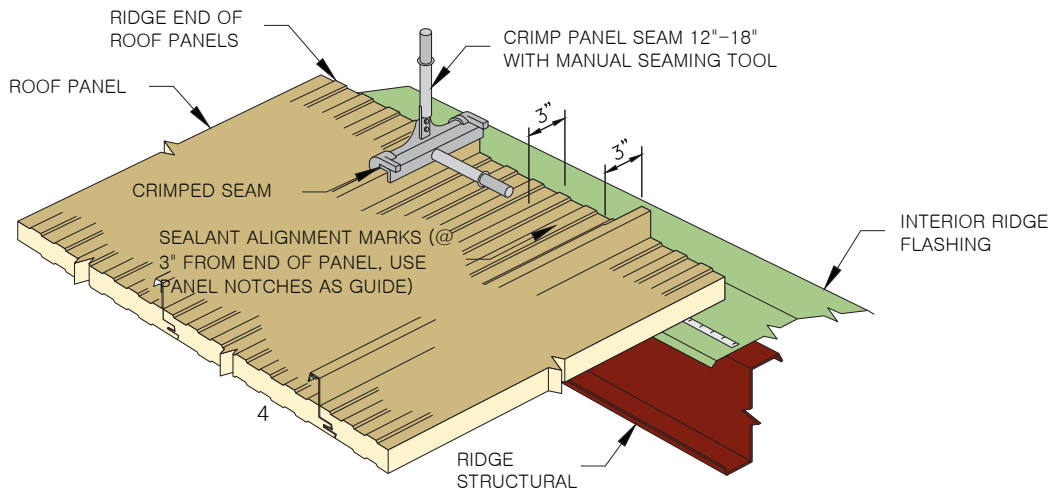 RIDGE END OF
ROOF PANELS
CRIMP PANEL SEAM 12"-18"
WITH MANUAL SEAMING TOOL
ROOF PANEL
3"
3"
CRIMPED SEAM
SEALANT ALIGNMENT MARKS (@
3" FROM END OF PANEL, USE
PANEL NOTCHES AS GUIDE)
INTERIOR RIDGE
FLASHING
4
RIDGE
STRUCTURAL